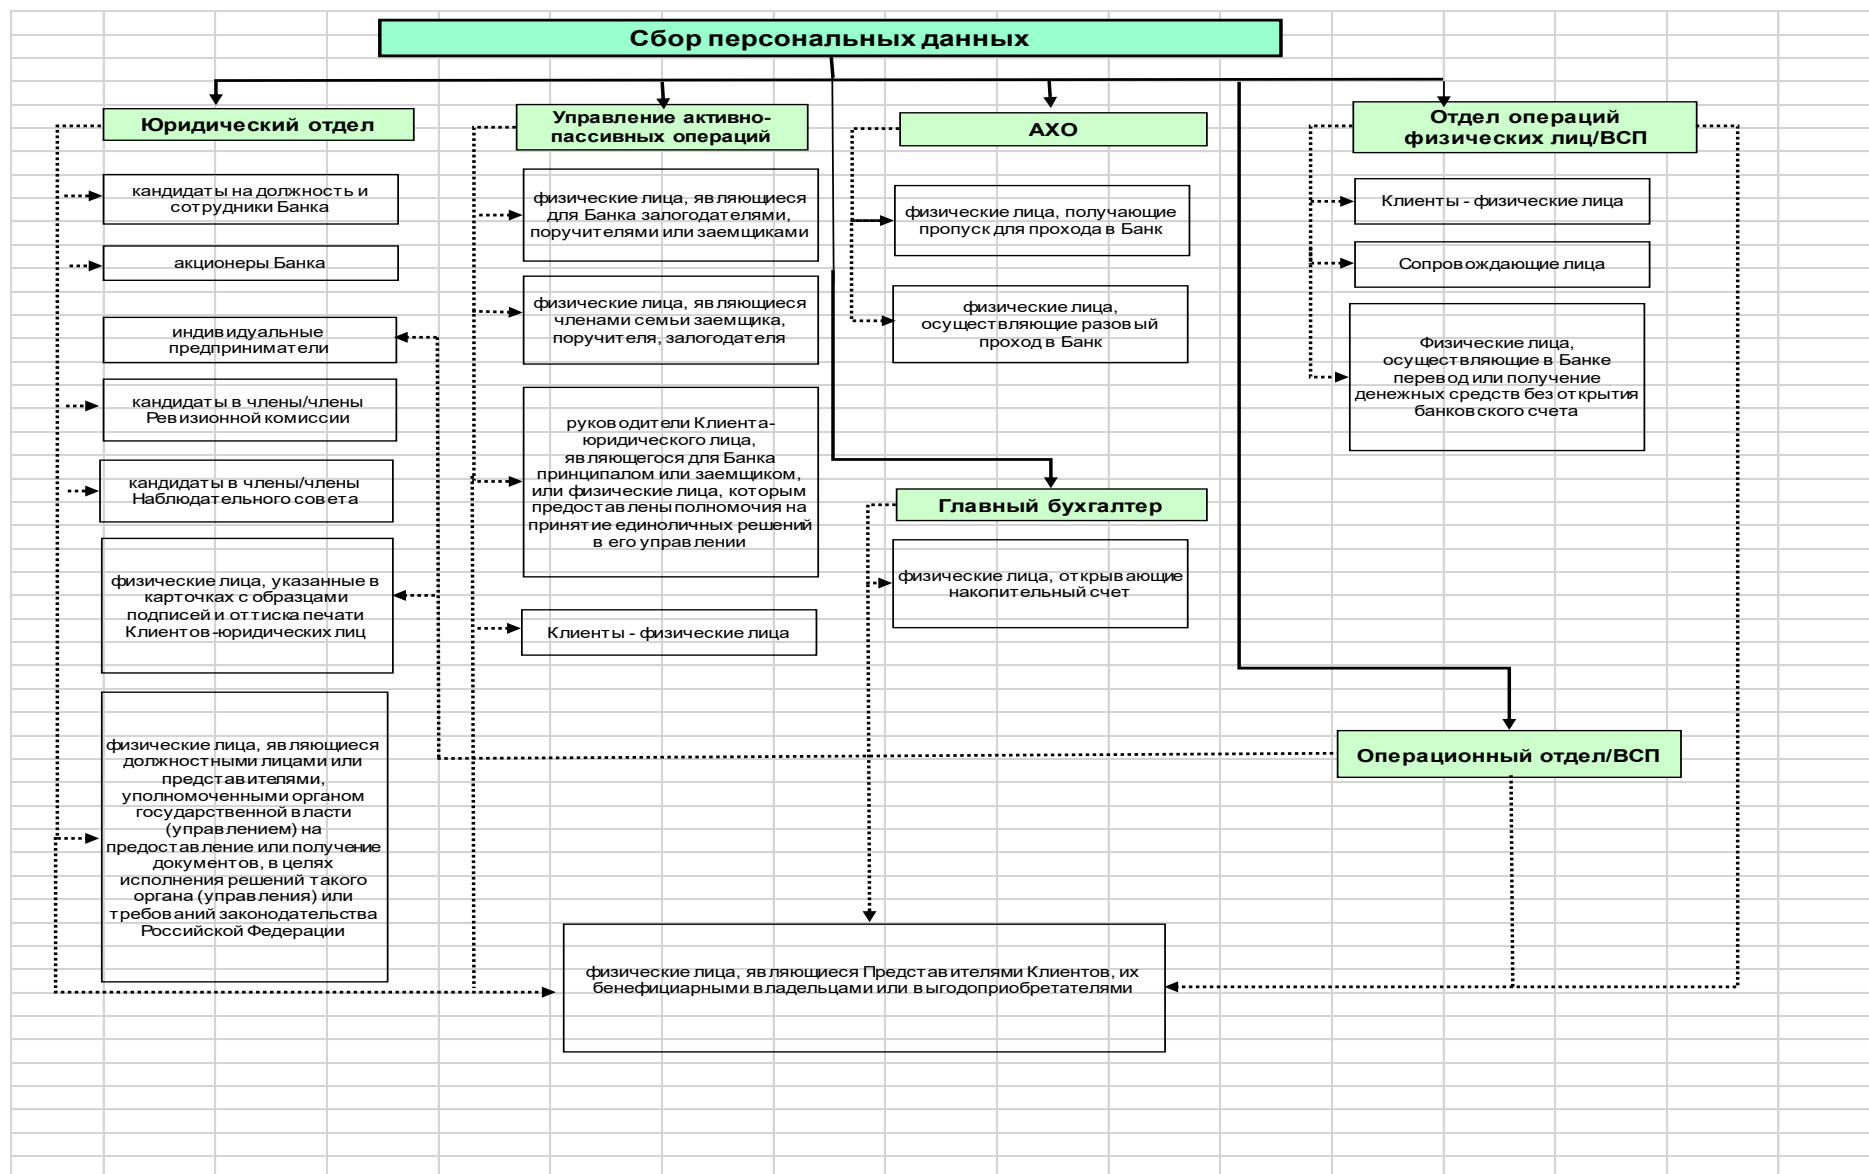 Сбор персональных данных
Юридический отдел
кандидаты на должность и
сотрудники Банка
акционеры Банка
индивидуальные
предприниматели
кандидаты в члены/члены
Ревизионной комиссии
кандидаты в члены/члены
Наблюдательного совета
физические лица, указанные в
карточках с образцами
подписей и оттиска печати
Клиентов-юридических лиц
физические лица, являющиеся
должностными лицами или
представителями,
уполномоченными органом
государственной власти
(управлением) на
предоставление или получение
документов, в целях
исполнения решений такого
органа (управления) или
требований законодательства
Российской Федерации
Управление активно-
пассивных операций
физические лица, являющиеся
для Банка залогодателями,
поручителями или заемщиками
физические лица, являющиеся
членами семьи заемщика,
поручителя, залогодателя
руководители Клиента-
юридического лица,
являющегося для Банка
принципалом или заемщиком,
или физические лица, которым
предоставлены полномочия на
принятие единоличных решений
в его управлении
Клиенты - физические лица
АХО
физические лица, получающие
пропуск для прохода в Банк
физические лица,
осуществляющие разовый
проход в Банк
Главный бухгалтер
физические лица, открывающие
накопительный счет
Отдел операций
физических лиц/ВСП
Клиенты - физические лица
Сопровождающие лица
Физические лица,
осуществляющие в Банке
перевод или получение
денежных средств без открытия
банковского счета
Операционный отдел/ВСП
физические лица, являющиеся Представителями Клиентов, их
бенефициарными владельцами или выгодоприобретателями